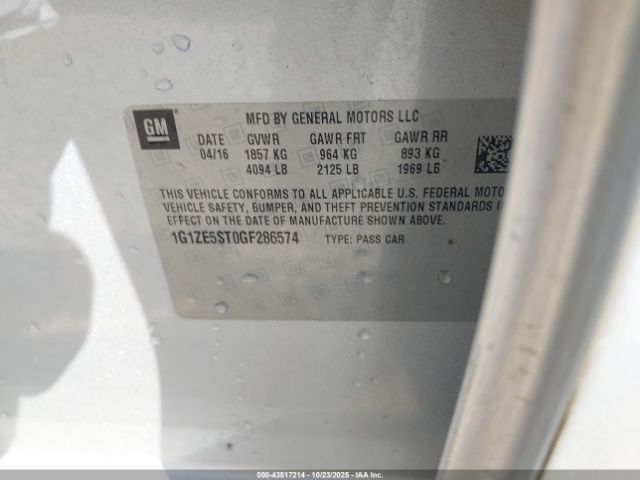 GM
MFD BY GENERAL MOTORS LLC
DATE GVWR GAWR FRT GAWR RR
04/16 1857 KG 964 KG 893 KG
4094 LB 2125 LB 1969 LB
THIS VEHICLE CONFORMS TO ALL APPLICABLE U.S. FEDERAL MOTO
VEHICLE SAFETY, BUMPER, AND THEFT PREVENTION STANDARDS I
EFFECT ON THE DATE OF MANUFACTURE SHOWN ABOVE.
1G1ZE5ST0GF286574 TYPE: PASS CAR
000-43517214 - 10/23/2025 - IAAI.com